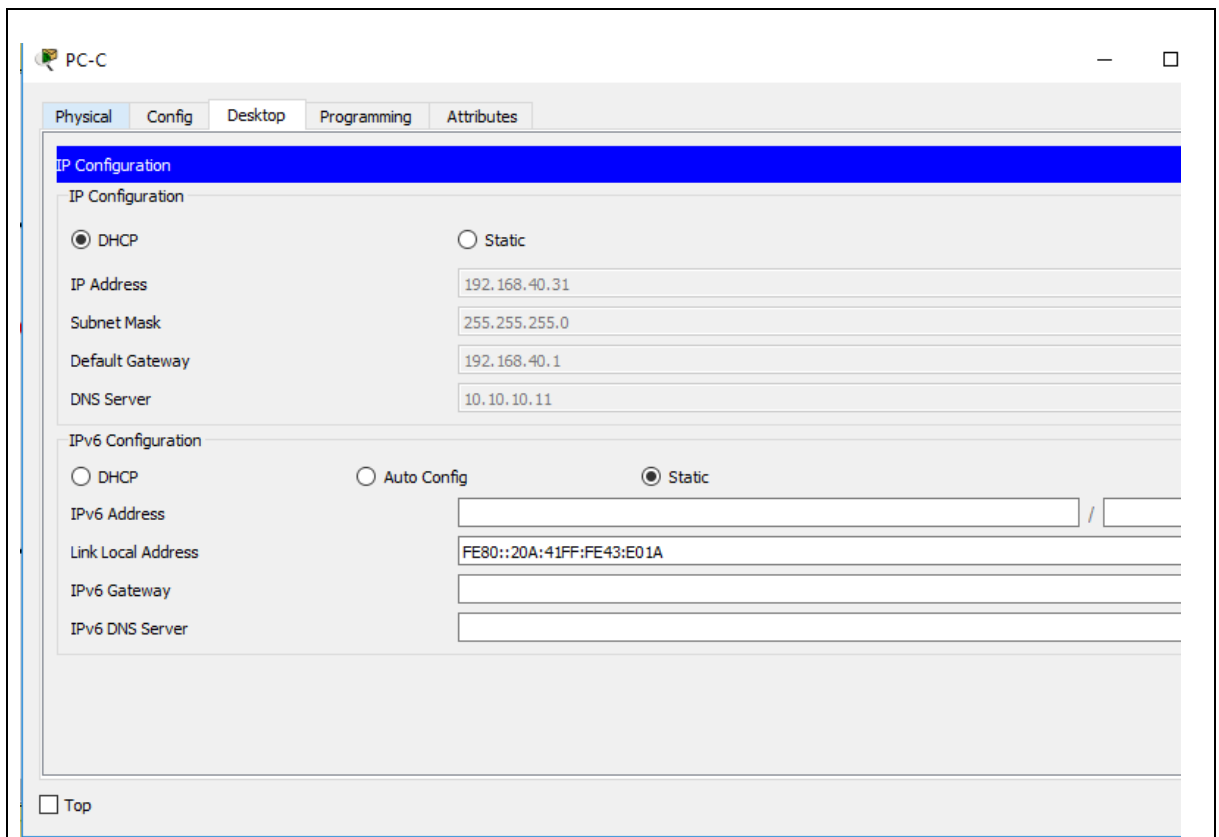 PC-C
Physical Config Desktop Programming Attributes
IP Configuration
IP Configuration
DHCP Static
IP Address 192.168.40.31
Subnet Mask 255.255.255.0
Default Gateway 192.168.40.1
DNS Server 10.10.10.11
IPv6 Configuration
DHCP Auto Config Static
IPv6 Address /
Link Local Address FE80::20A:41FF:FE43:E01A
IPv6 Gateway
IPv6 DNS Server
Top